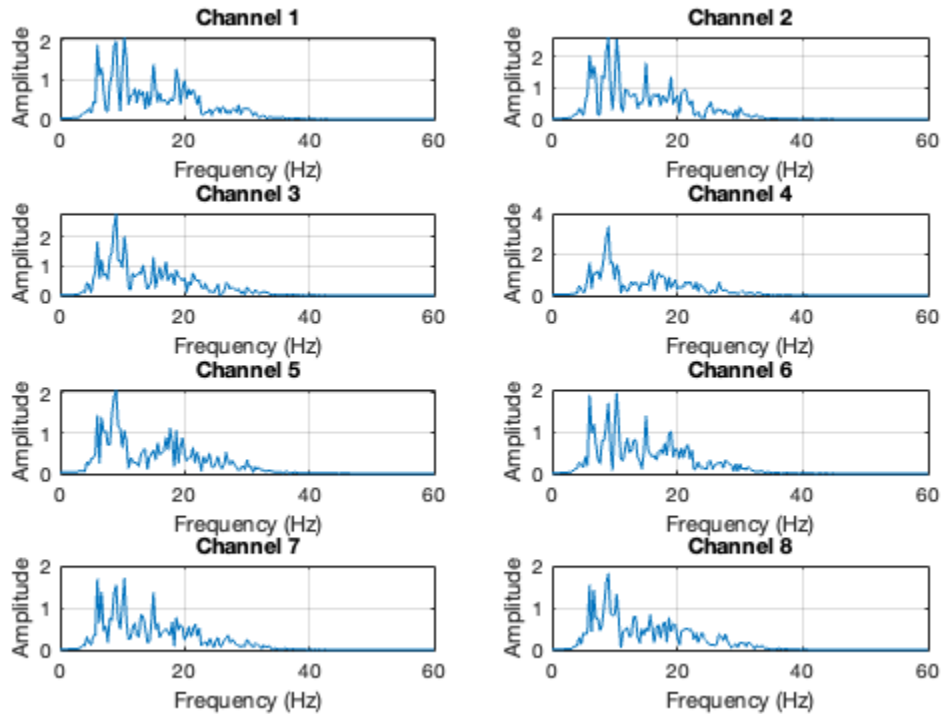 Channel 1
Amplitude
2
1
0
0 20 40 60
Frequency (Hz)
Channel 2
Amplitude
2
1
0
0 20 40 60
Frequency (Hz)
Channel 3
Amplitude
2
1
0
0 20 40 60
Frequency (Hz)
Channel 4
Amplitude
4
2
0
0 20 40 60
Frequency (Hz)
Channel 5
Amplitude
2
1
0
0 20 40 60
Frequency (Hz)
Channel 6
Amplitude
2
1
0
0 20 40 60
Frequency (Hz)
Channel 7
Amplitude
2
1
0
0 20 40 60
Frequency (Hz)
Channel 8
Amplitude
2
1
0
0 20 40 60
Frequency (Hz)